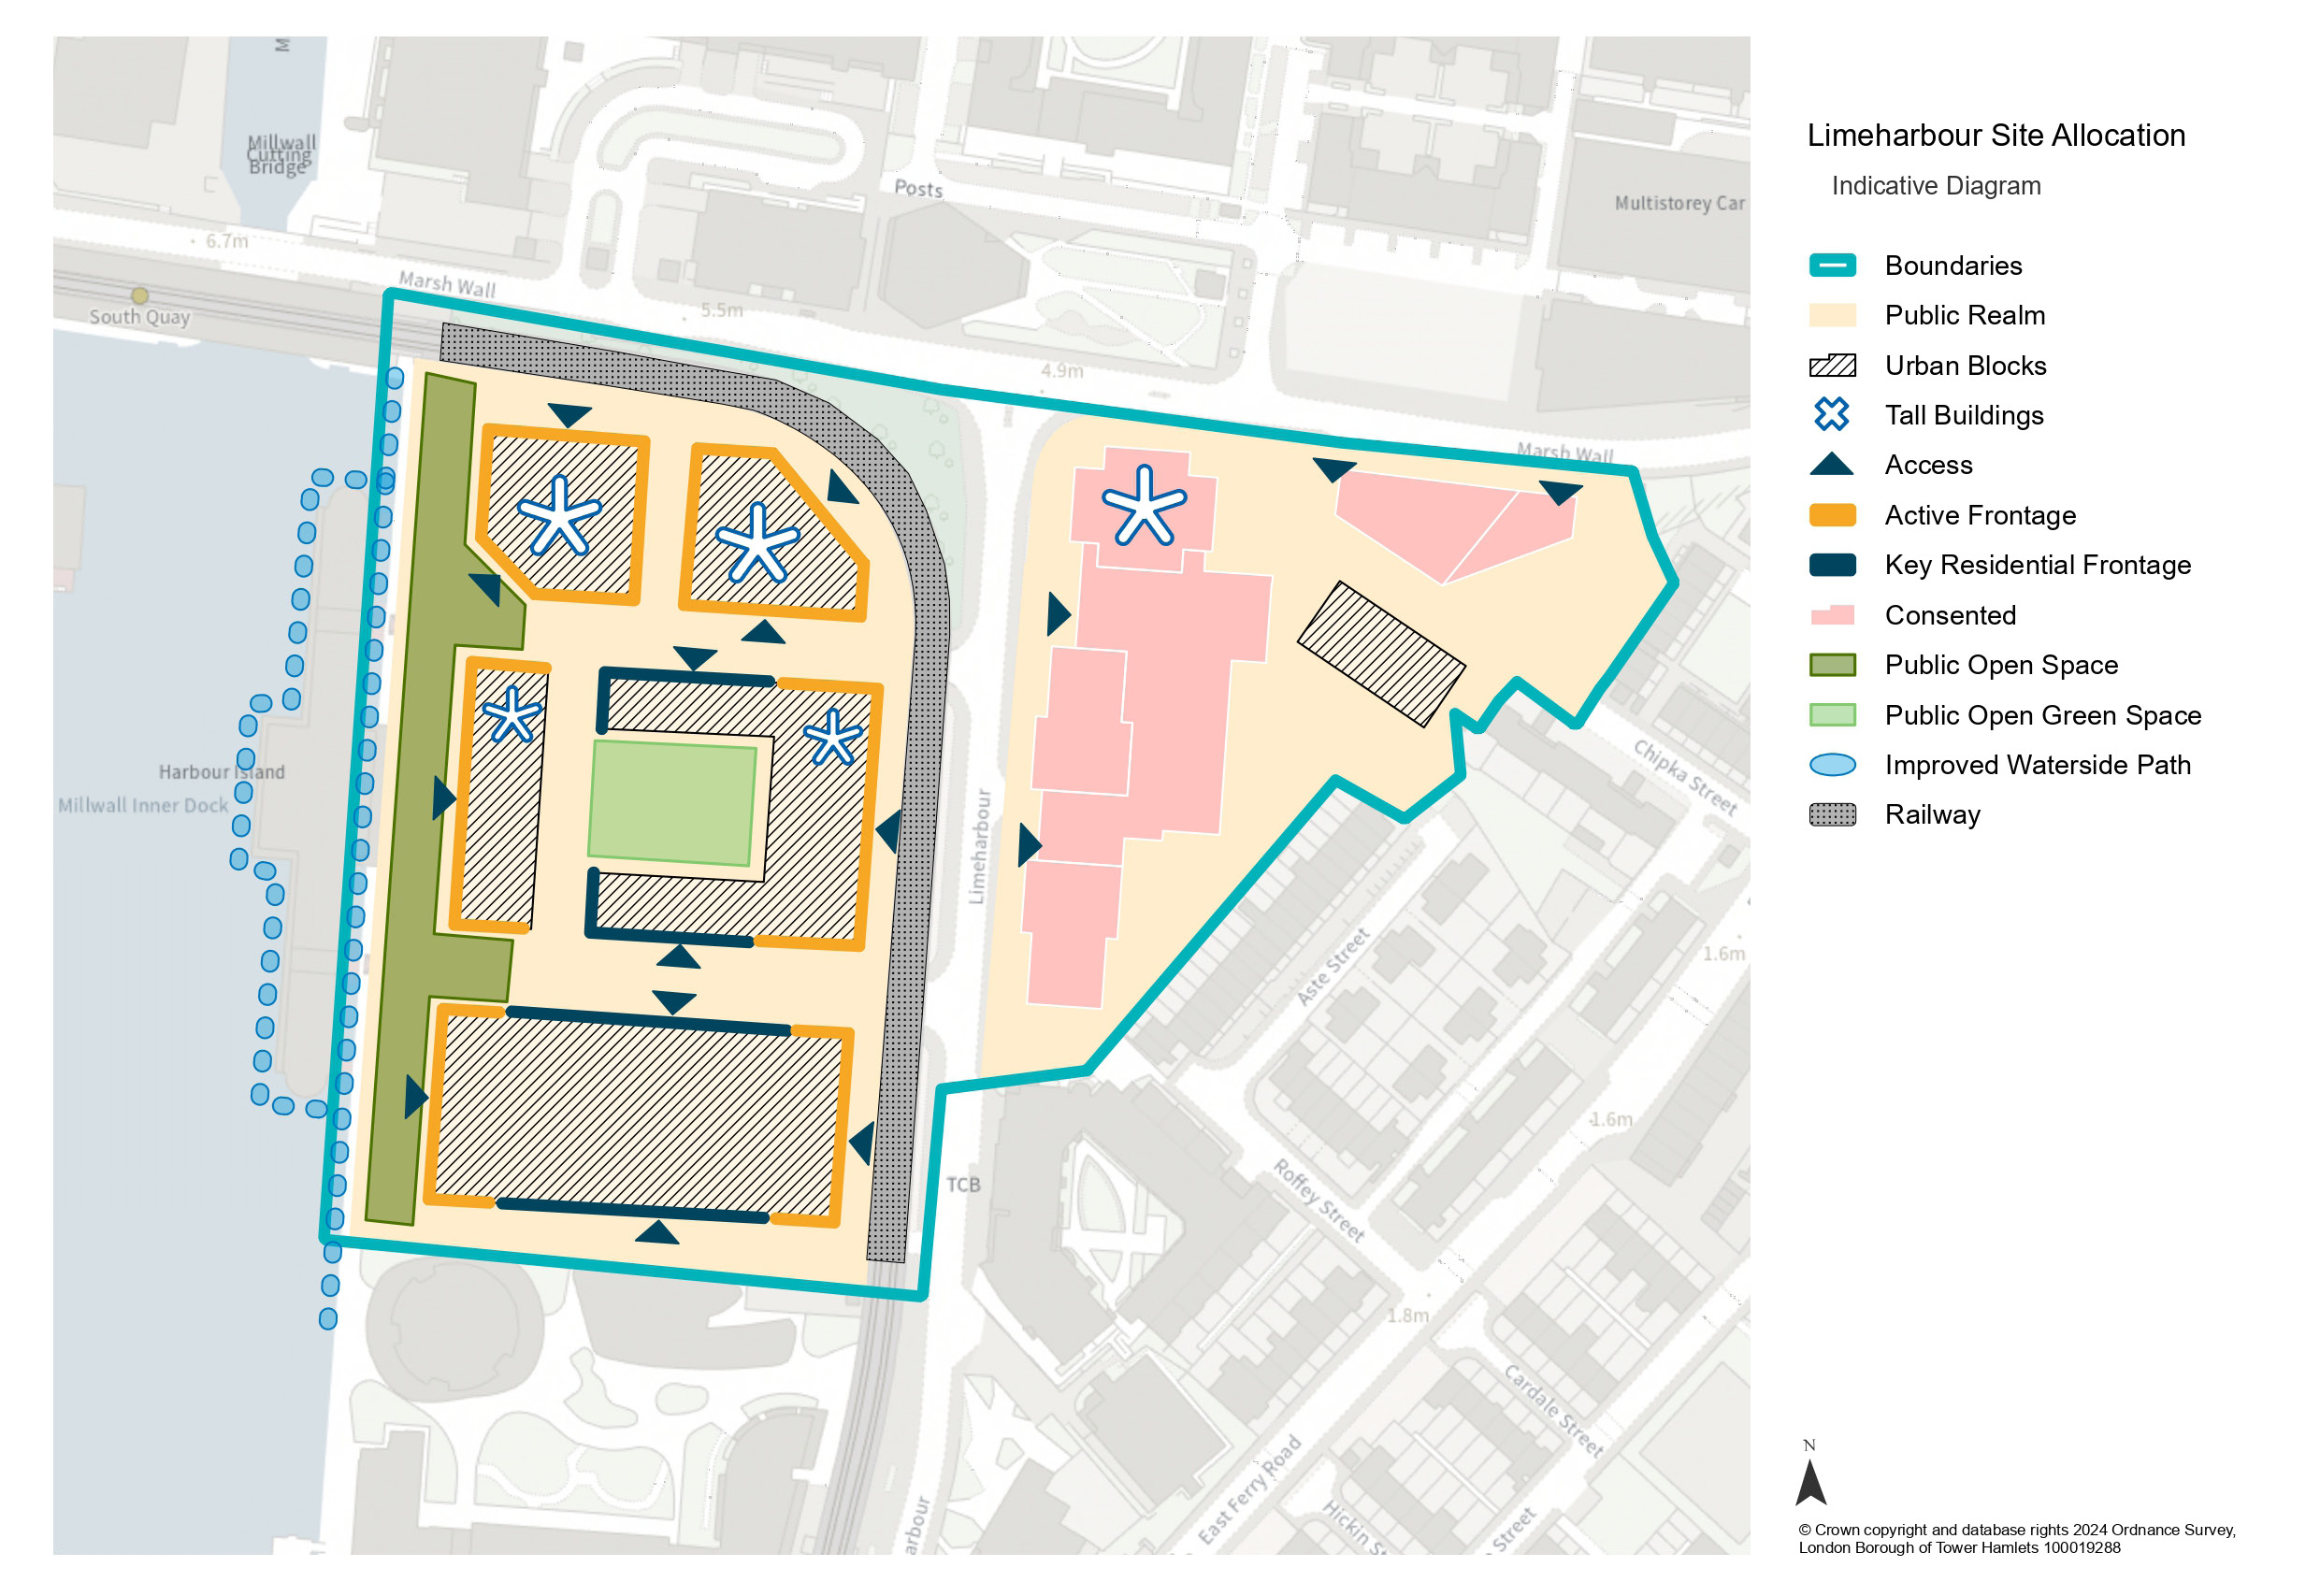 M
Millwall
Cutting
Bridge
Posts
Multistorey Car
6.7m
Marsh Wall
South Quay
5.5m
4.9m
Marsh Wall
Harbour Island
Millwall Inner Dock
Limeharbour
Chipka Street
Aste Street
1.6m
1.6m
TCB
Roffey Street
1.8m
Cardale Street
East Ferry Road
Hickin St
Street
arbour
Limeharbour Site Allocation
Indicative Diagram
Boundaries
Public Realm
Urban Blocks
Tall Buildings
Access
Active Frontage
Key Residential Frontage
Consented
Public Open Space
Public Open Green Space
Improved Waterside Path
Railway
N
© Crown copyright and database rights 2024 Ordnance Survey,
London Borough of Tower Hamlets 100019288